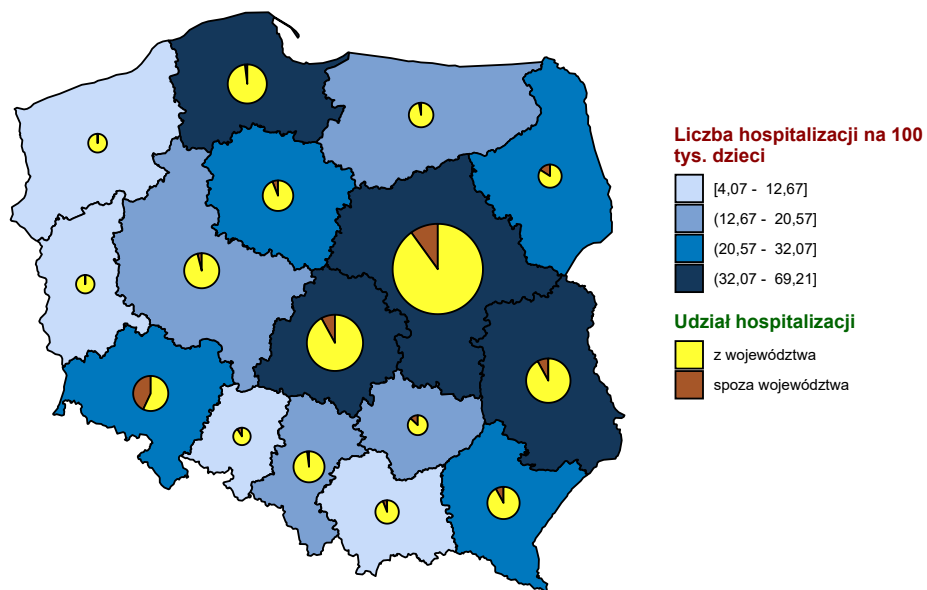 Liczba hospitalizacji na 100
tys. dzieci
[4,07 - 12,67]
(12,67 - 20,57]
(20,57 - 32,07]
(32,07 - 69,21]
Udział hospitalizacji
z województwa
spoza województwa